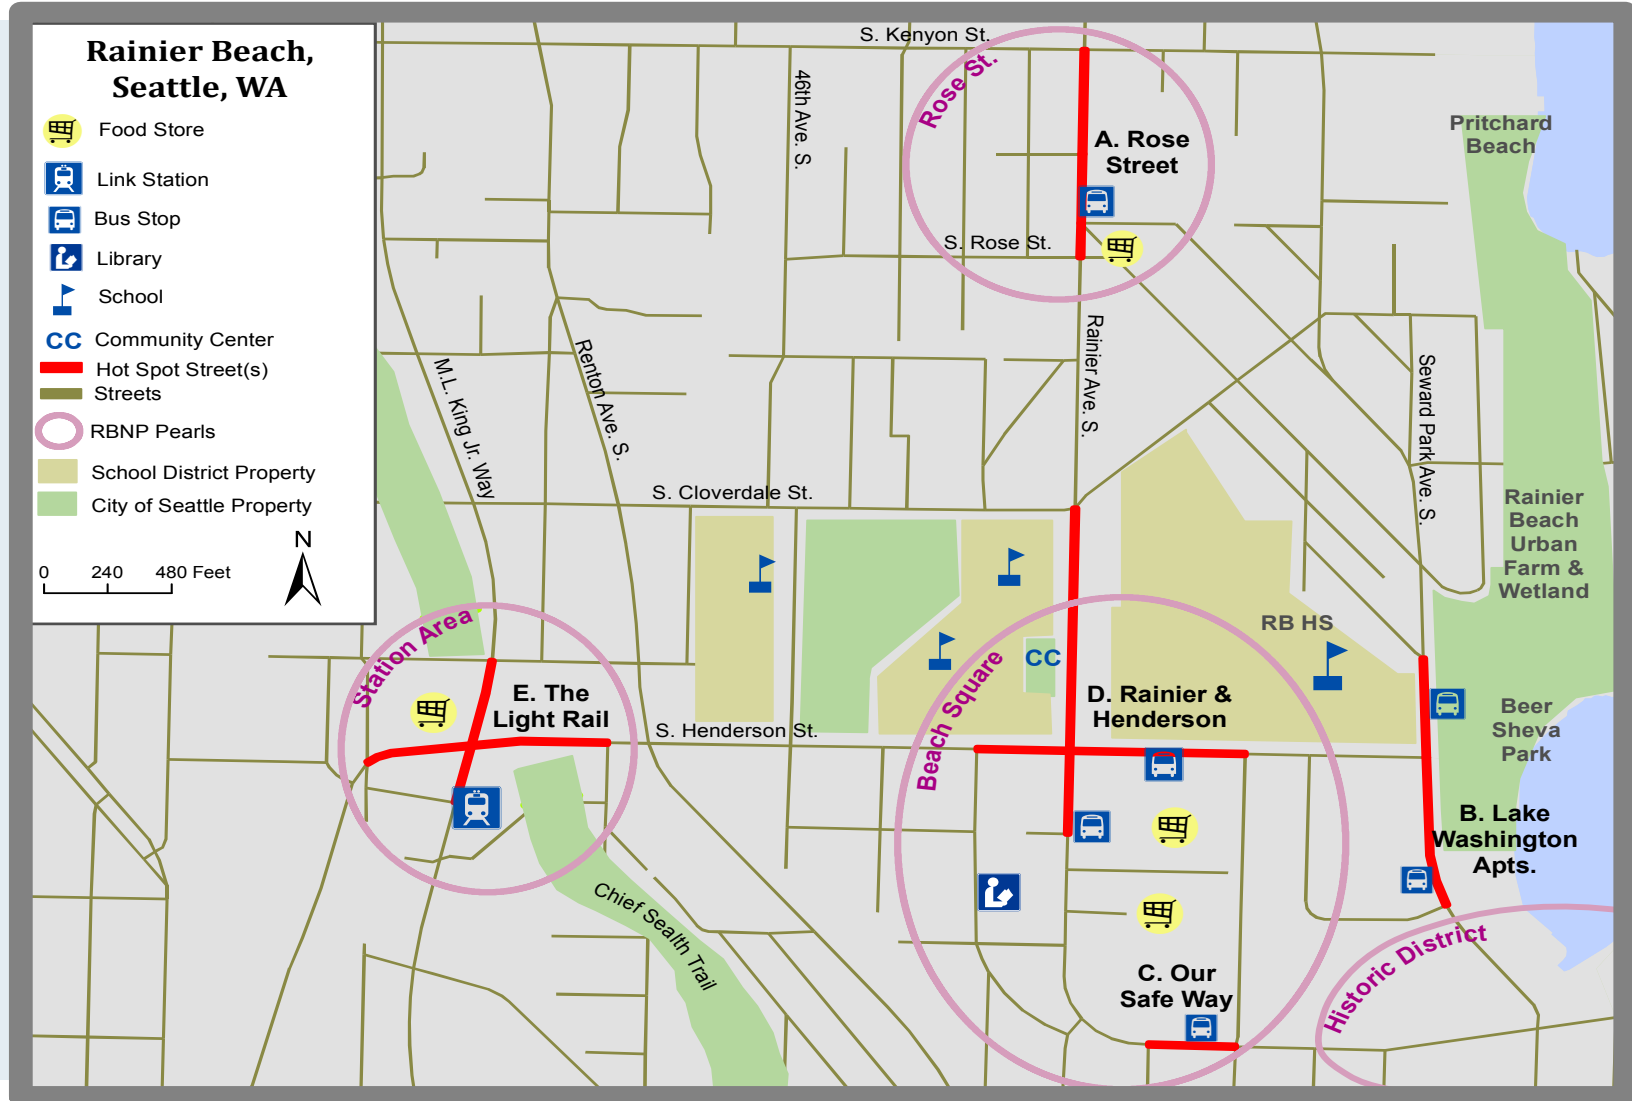 Rainier Beach,
Seattle, WA
Food Store
Link Station
Bus Stop
Library
School
CC Community Center
Hot Spot Street(s)
Streets
RBNP Pearls
School District Property
City of Seattle Property
N
0 240 480 Feet
S. Kenyon St.
Rose St.
46th Ave. S.
A. Rose
Street
Pritchard
Beach
S. Rose St.
Rainier Ave. S.
Renton Ave. S.
M.L. King Jr. Way
Seward Park Ave. S.
S. Cloverdale St.
Rainier
Beach
Urban
Farm &
Wetland
RB HS
CC
Station Area
E. The
Light Rail
Beach Square
D. Rainier &
Henderson
S. Henderson St.
Beer
Sheva
Park
B. Lake
Washington
Apts.
Chief Sealth Trail
C. Our
Safe Way
Historic District